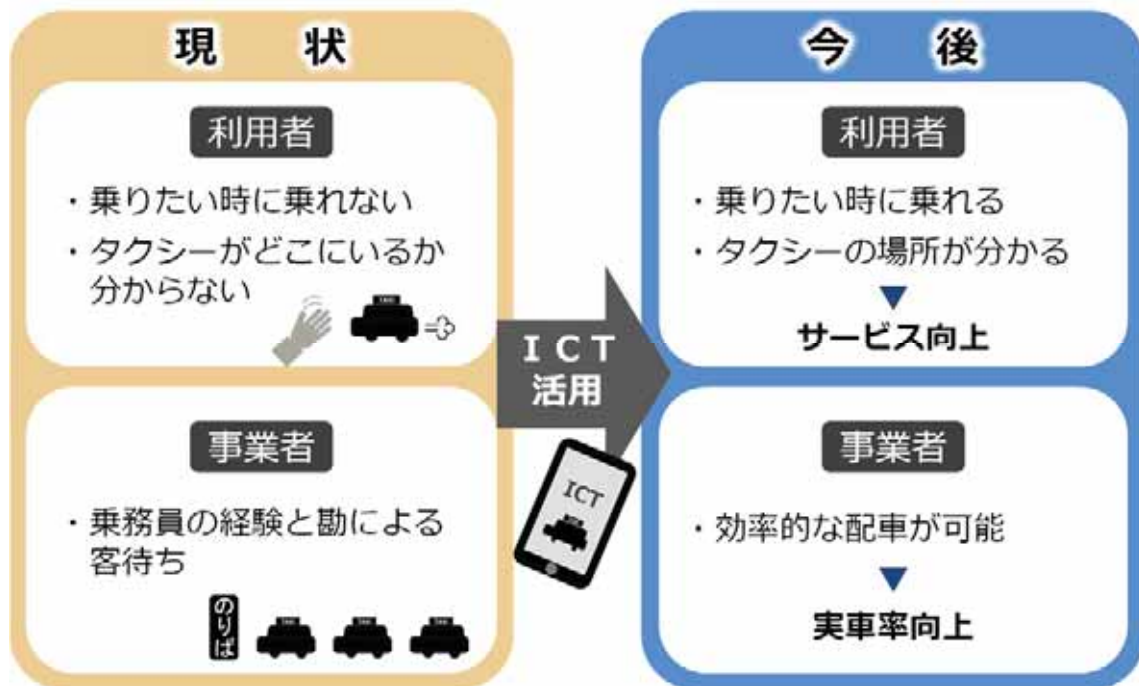 現　状
利用者
・乗りたい時に乗れない
・タクシーがどこにいるか
分からない
事業者
・乗務員の経験と勘による
客待ち
のりば
ＩＣＴ
活用
ICT
今　後
利用者
・乗りたい時に乗れる
・タクシーの場所が分かる
サービス向上
事業者
・効率的な配車が可能
実車率向上